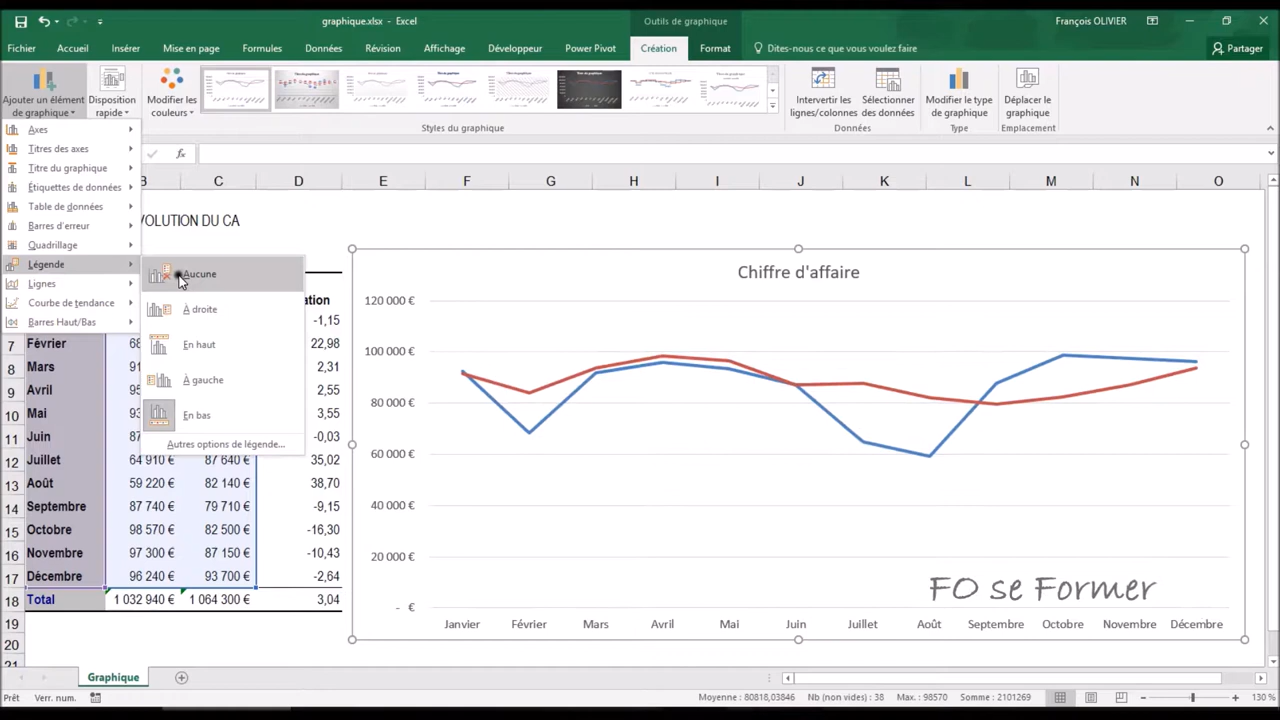 graphique.xlsx - Excel
Outils de graphique
François OLIVIER
Fichier Accueil Insérer Mise en page Formules Données Révision Affichage Développeur Power Pivot Création Format Dites-nous ce que vous voulez faire Partager
Ajouter un élément de graphique
Disposition rapide
Modifier les couleurs
Intervertir les lignes/colonnes
Sélectionner des données
Modifier le type de graphique
Déplacer le graphique
Styles du graphique
Données
Type
Emplacement
Axes
Titres des axes
Titre du graphique
Étiquettes de données
Table de données
Barres d'erreur
Quadrillage
Légende
Lignes
Courbe de tendance
Barres Haut/Bas
Aucune
À droite
En haut
À gauche
En bas
Autres options de légende...
fx
B C D E F G H I J K L M N O
VOLUTION DU CA
ation
-1,15
7 Février 68 22,98
8 Mars 91 2,31
9 Avril 95 2,55
10 Mai 93 3,55
11 Juin 87 -0,03
12 Juillet 64 910 € 87 640 € 35,02
13 Août 59 220 € 82 140 € 38,70
14 Septembre 87 740 € 79 710 € -9,15
15 Octobre 98 570 € 82 500 € -16,30
16 Novembre 97 300 € 87 150 € -10,43
17 Décembre 96 240 € 93 700 € -2,64
18 Total 1 032 940 € 1 064 300 € 3,04
19
20
21
Chiffre d'affaire
120 000 €
100 000 €
80 000 €
60 000 €
40 000 €
20 000 €
- €
Janvier Février Mars Avril Mai Juin Juillet Août Septembre Octobre Novembre Décembre
FO se Former
Graphique
Prêt Verr. num. Moyenne : 80818,03846 Nb (non vides) : 38 Max. : 98570 Somme : 2101269 130 %